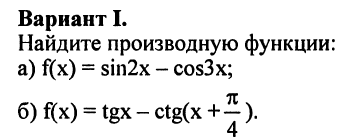 Вариант I.
Найдите производную функции:
а) f(x) = sin2x – cos3x;
б) f(x) = tgx – ctg(x + π/4).